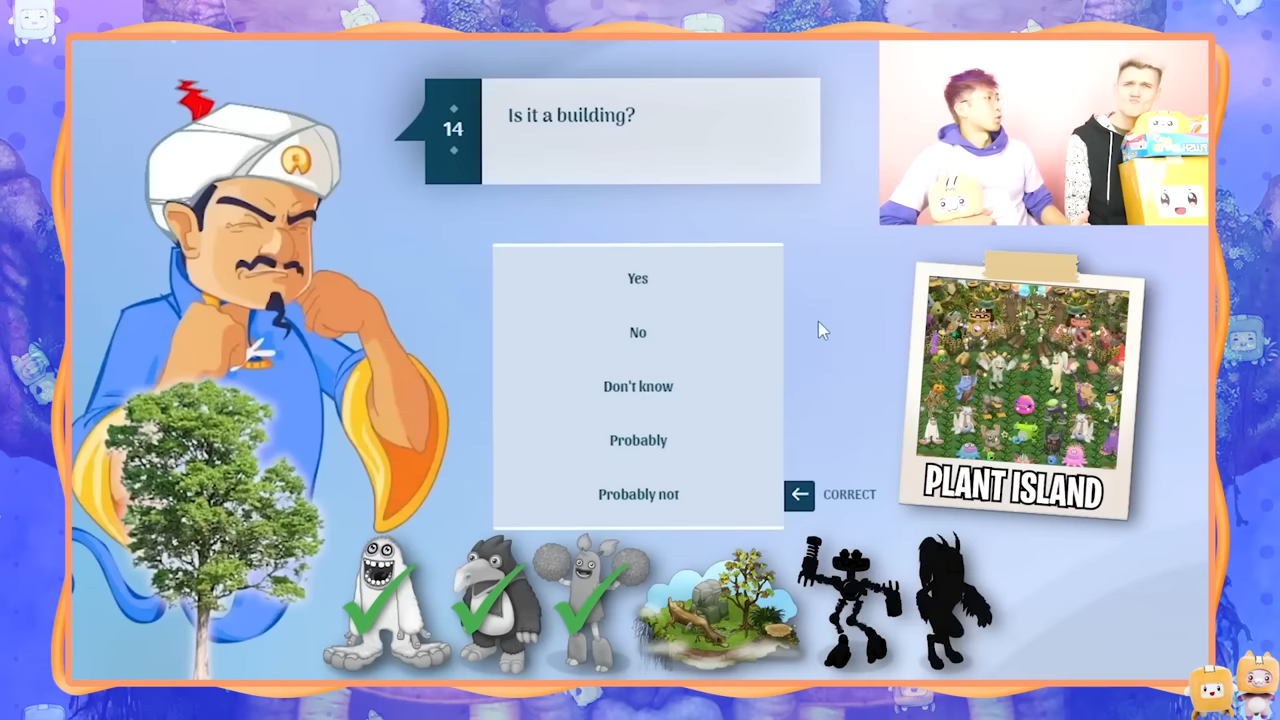 14
Is it a building?
Yes
No
Don't know
Probably
Probably not
CORRECT
PLANT ISLAND